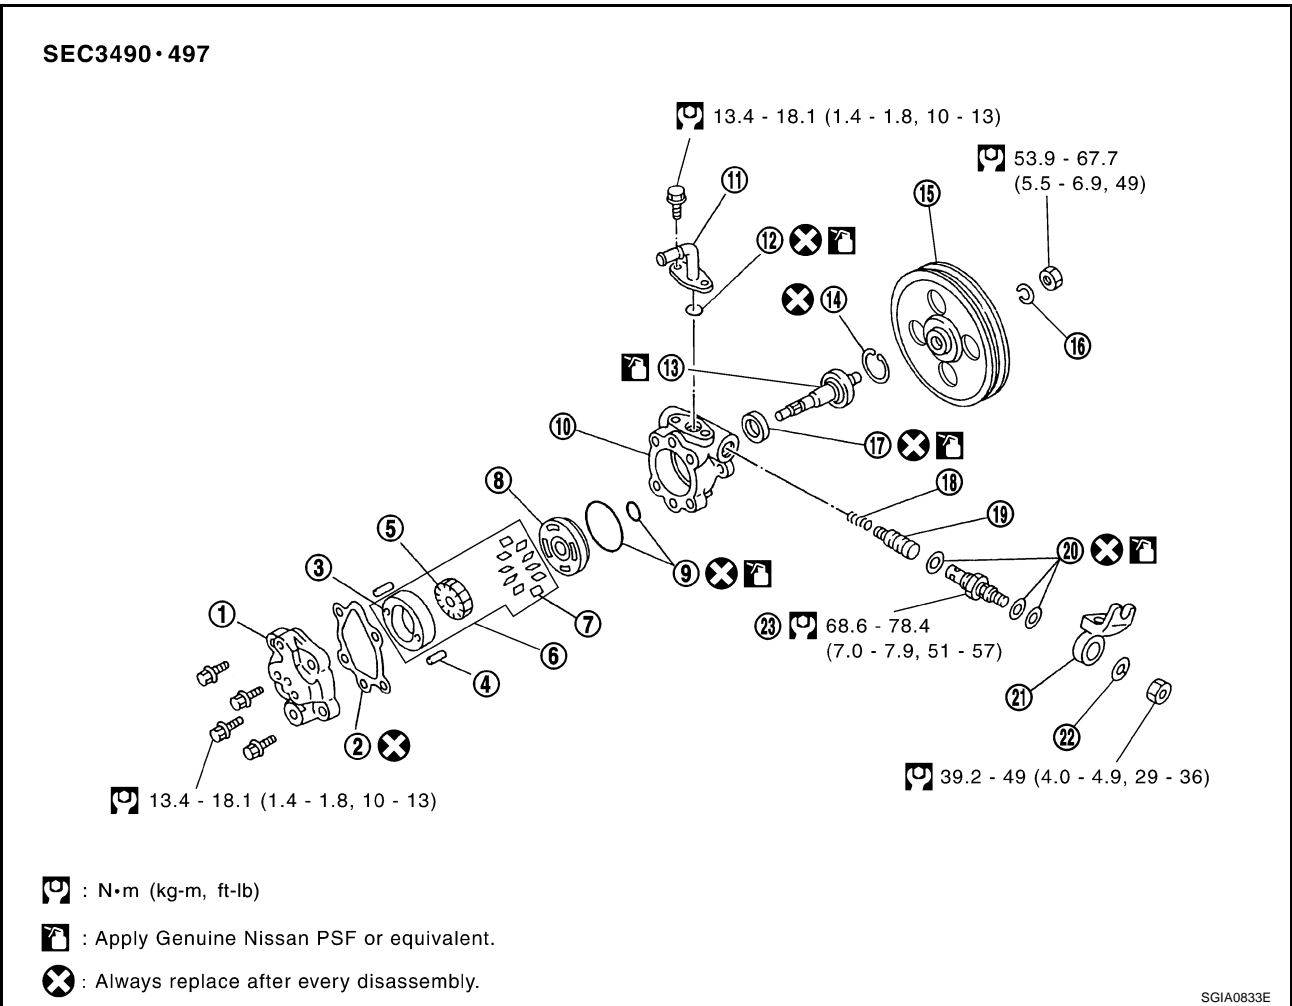 SEC3490·497
13.4 - 18.1 (1.4 - 1.8, 10 - 13)
53.9 - 67.7
(5.5 - 6.9, 49)
11
15
12
14
16
13
10
17
8
18
5
19
3
20
9
1
7
23
68.6 - 78.4
(7.0 - 7.9, 51 - 57)
6
4
21
2
22
39.2 - 49 (4.0 - 4.9, 29 - 36)
13.4 - 18.1 (1.4 - 1.8, 10 - 13)
: N·m (kg-m, ft-lb)
: Apply Genuine Nissan PSF or equivalent.
: Always replace after every disassembly.
SGIA0833E